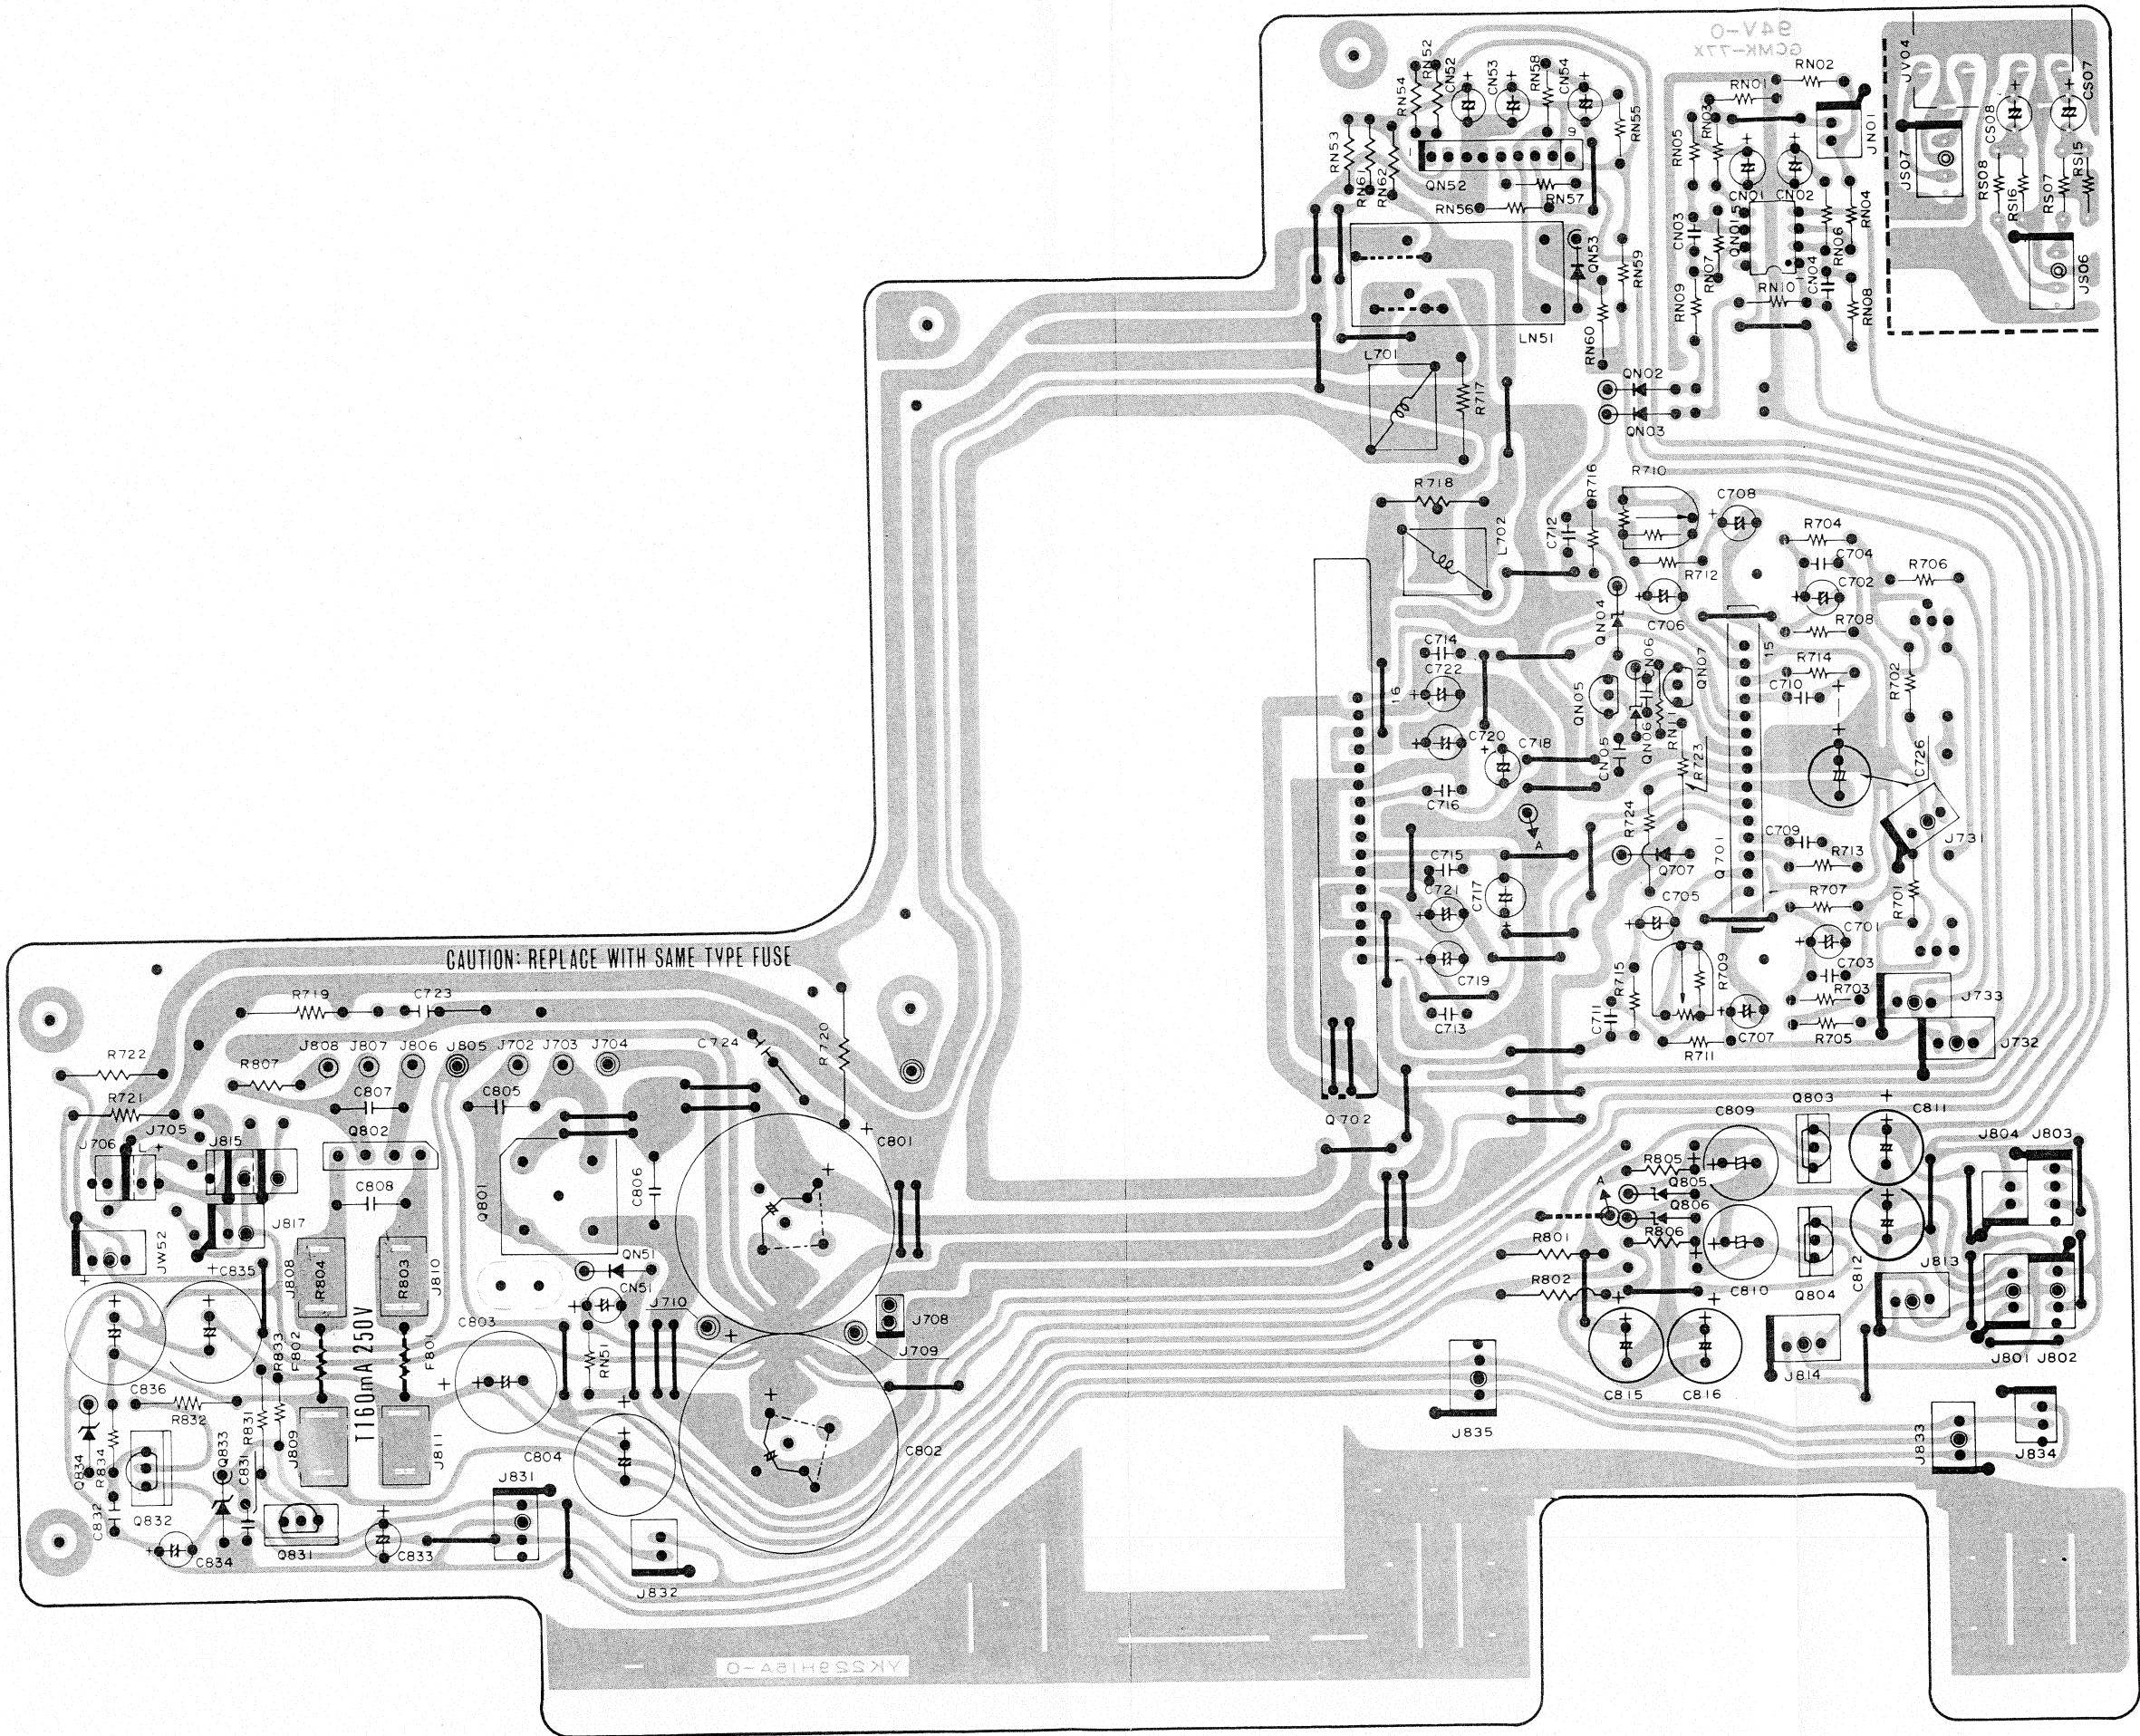 94V-0
GCMK-77X
RN52
RN54
CN52
CN53
RN58
CN54
RN55
RN53
RN61
RN62
1
9
QN52
RN57
RN56
RN02
RN01
RN03
RN05
JN01
JV04
CS07
CS08
JS07
RS08
RS16
RS07
RS15
JS06
CN01
CN02
CN03
QN01
RN04
RN06
RN07
CN04
RN09
RN10
RN08
QN53
RN59
RN60
LN51
L701
R717
QN02
QN03
R718
L702
R716
R710
C712
C708
R704
C704
R712
R706
C702
QN04
C706
R708
C714
C722
16
QN05
CN06
QN07
15
R714
C710
R702
C720
C718
CN05
QN06
RN11
R723
C726
C716
R724
A
C709
J731
C715
Q707
Q701
R713
C721
C717
C705
R707
1
R701
C701
1
C719
C703
C713
C711
R715
R709
R703
J733
C707
R711
R705
J732
CAUTION: REPLACE WITH SAME TYPE FUSE
R719
C723
R720
C724
R722
R807
J808
J807
J806
J805
J702
J703
J704
R721
C807
C805
J705
J706
L
J815
Q802
C801
Q702
C808
Q801
C806
J817
JW52
C835
J808
R804
R803
J810
QN51
CN51
J710
J708
J709
C803
RN51
T160mA 250V
F802
F801
R833
C836
R832
R831
J809
J811
C804
C802
Q834
R834
Q833
C831
C832
Q832
C834
Q831
C833
J831
J832
C809
Q803
C811
J804
J803
R805
Q805
A
Q806
R806
R801
R802
C810
Q804
C812
J813
C815
C816
J814
J801
J802
J835
J833
J834
YK229H15A-0